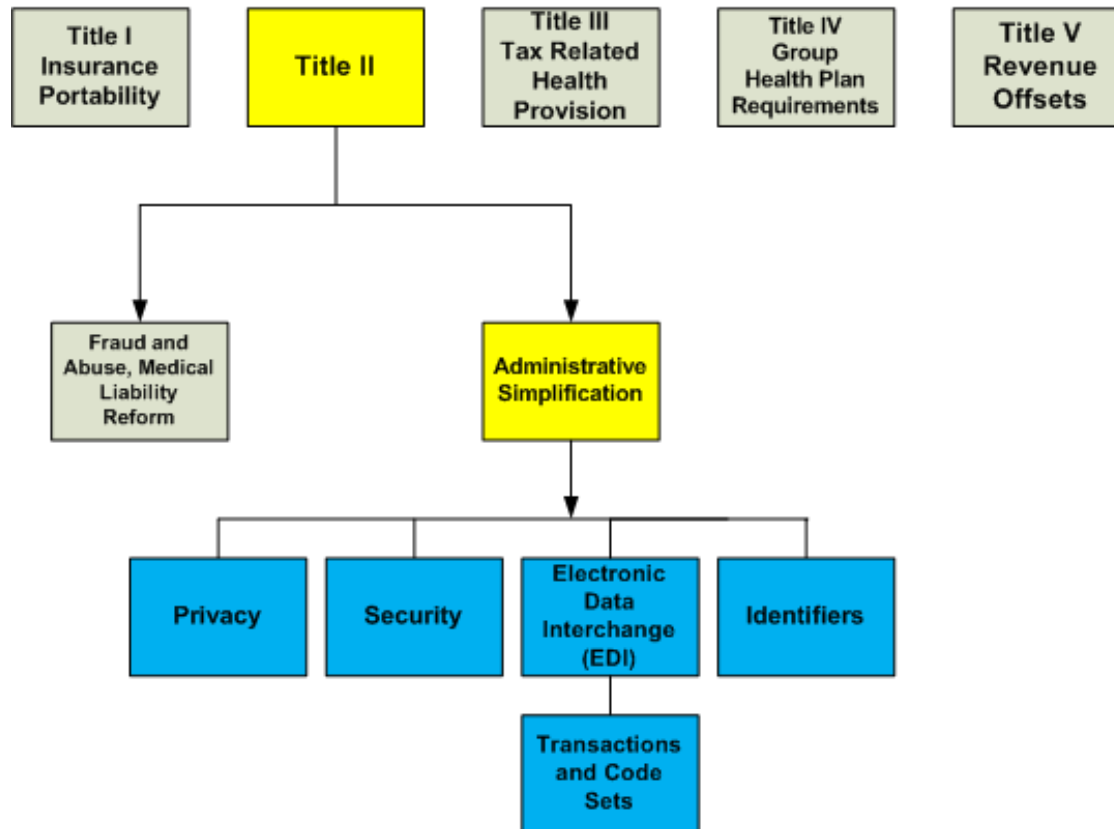 Title I
Insurance
Portability
Title II
Title III
Tax Related
Health
Provision
Title IV
Group
Health Plan
Requirements
Title V
Revenue
Offsets
Fraud and
Abuse, Medical
Liability
Reform
Administrative
Simplification
Privacy
Security
Electronic
Data
Interchange
(EDI)
Identifiers
Transactions
and Code
Sets